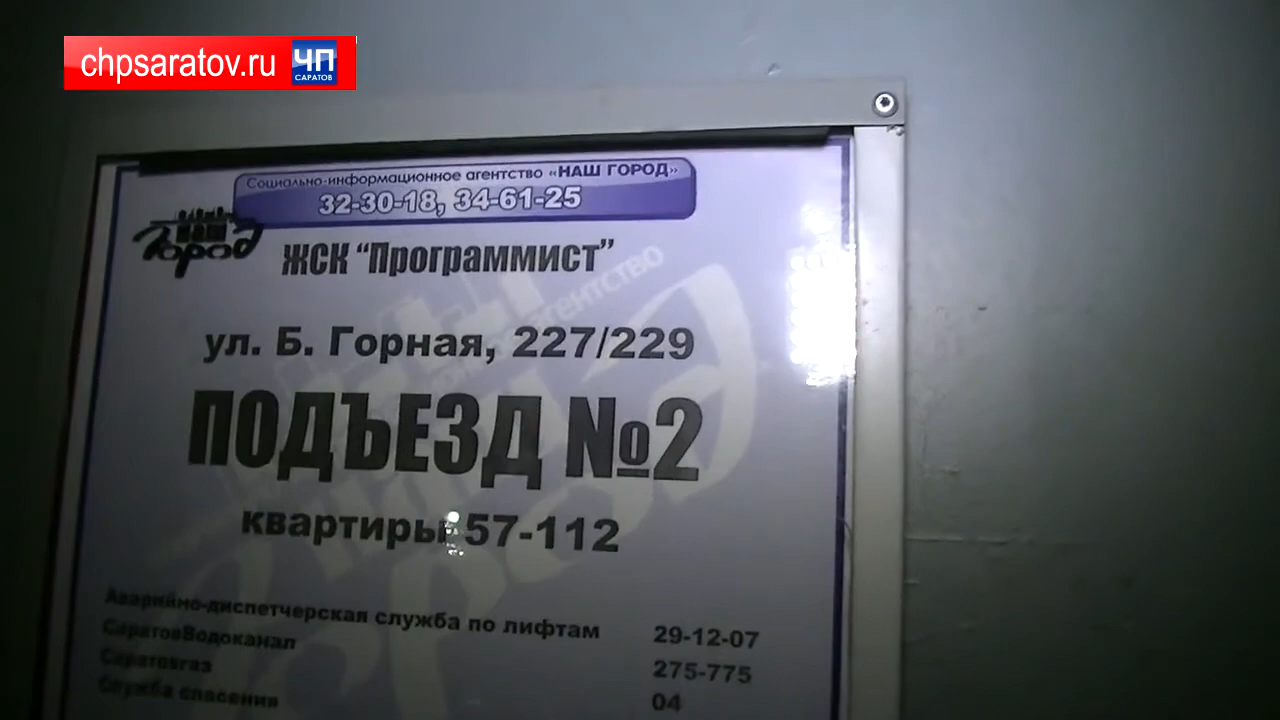 chpsaratov.ru ЧП
САРАТОВ
Социально-информационное агентство «НАШ ГОРОД»
32-30-18, 34-61-25
НАШ
ГОРОД
ЖСК "Программист"
агентство
ул. Б. Горная, 227/229
ПОДЪЕЗД №2
квартиры 57-112
Аварийно-диспетчерская служба по лифтам 29-12-07
СаратовВодоканал 275-775
Саратовгаз 04
Служба спасения